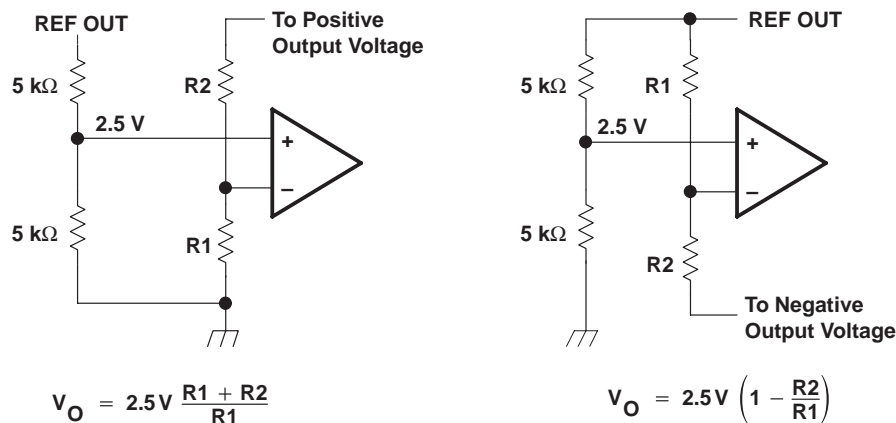 REF OUT
5 kΩ
2.5 V
5 kΩ
To Positive
Output Voltage
R2
+
−
R1
V_O = 2.5 V (R1 + R2)/R1
REF OUT
5 kΩ
R1
2.5 V
+
−
5 kΩ
R2
To Negative
Output Voltage
V_O = 2.5 V (1 − R2/R1)